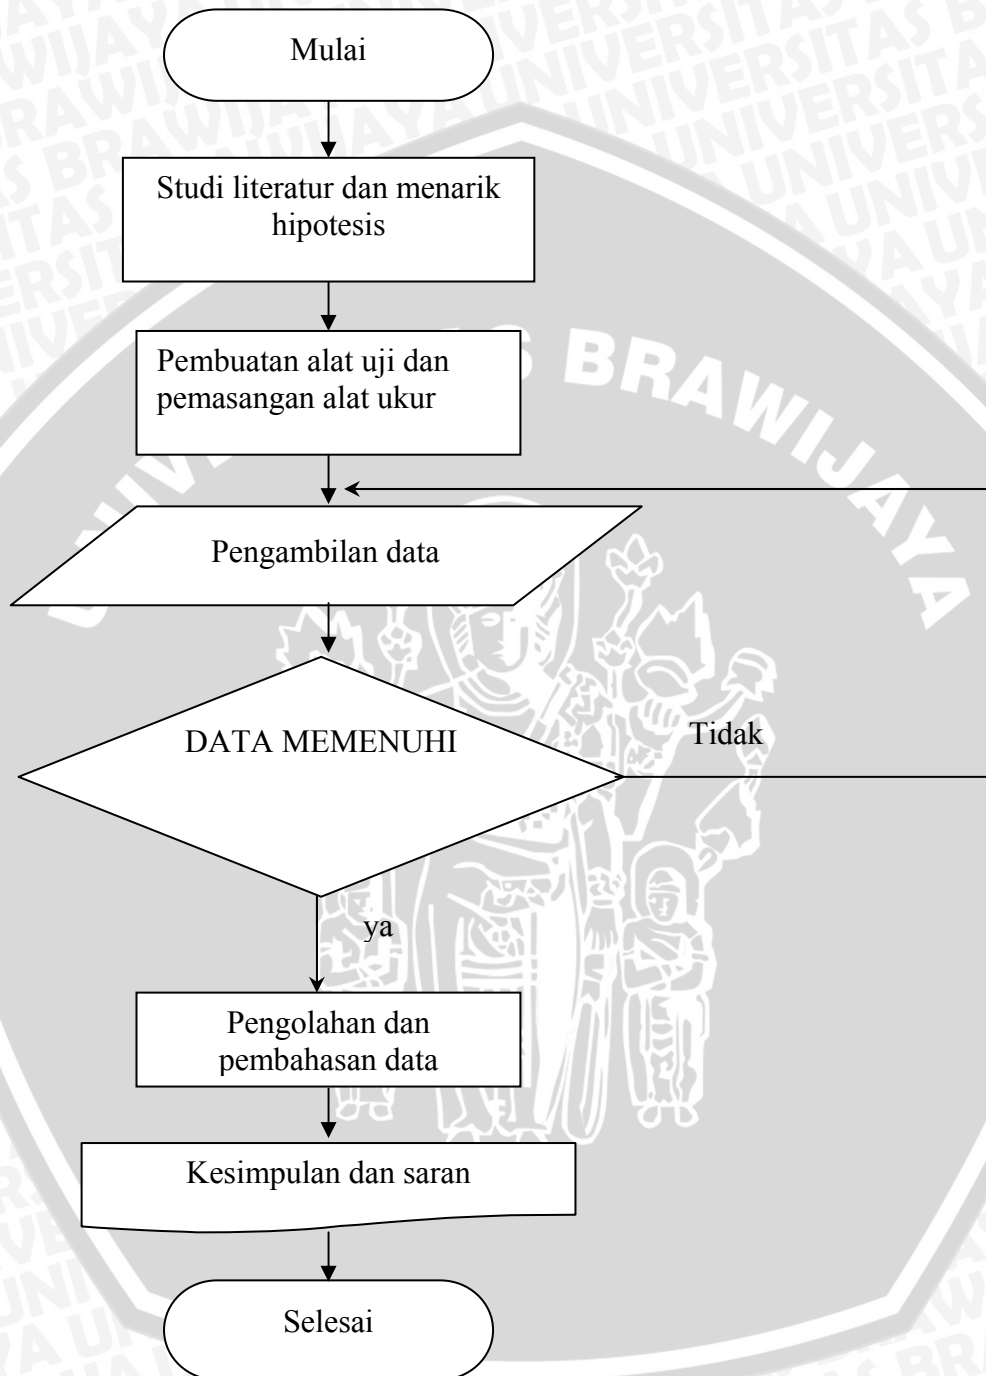 Mulai
Studi literatur dan menarik
hipotesis
Pembuatan alat uji dan
pemasangan alat ukur
Pengambilan data
DATA MEMENUHI
Tidak
ya
Pengolahan dan
pembahasan data
Kesimpulan dan saran
Selesai
BRAWIJAYA